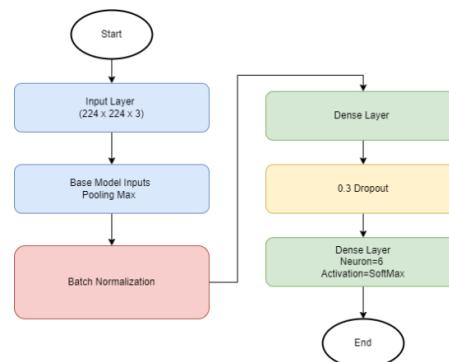 Start
Input Layer
(224 x 224 x 3)
Base Model Inputs
Pooling Max
Batch Normalization
Dense Layer
0.3 Dropout
Dense Layer
Neuron=6
Activation=SoftMax
End